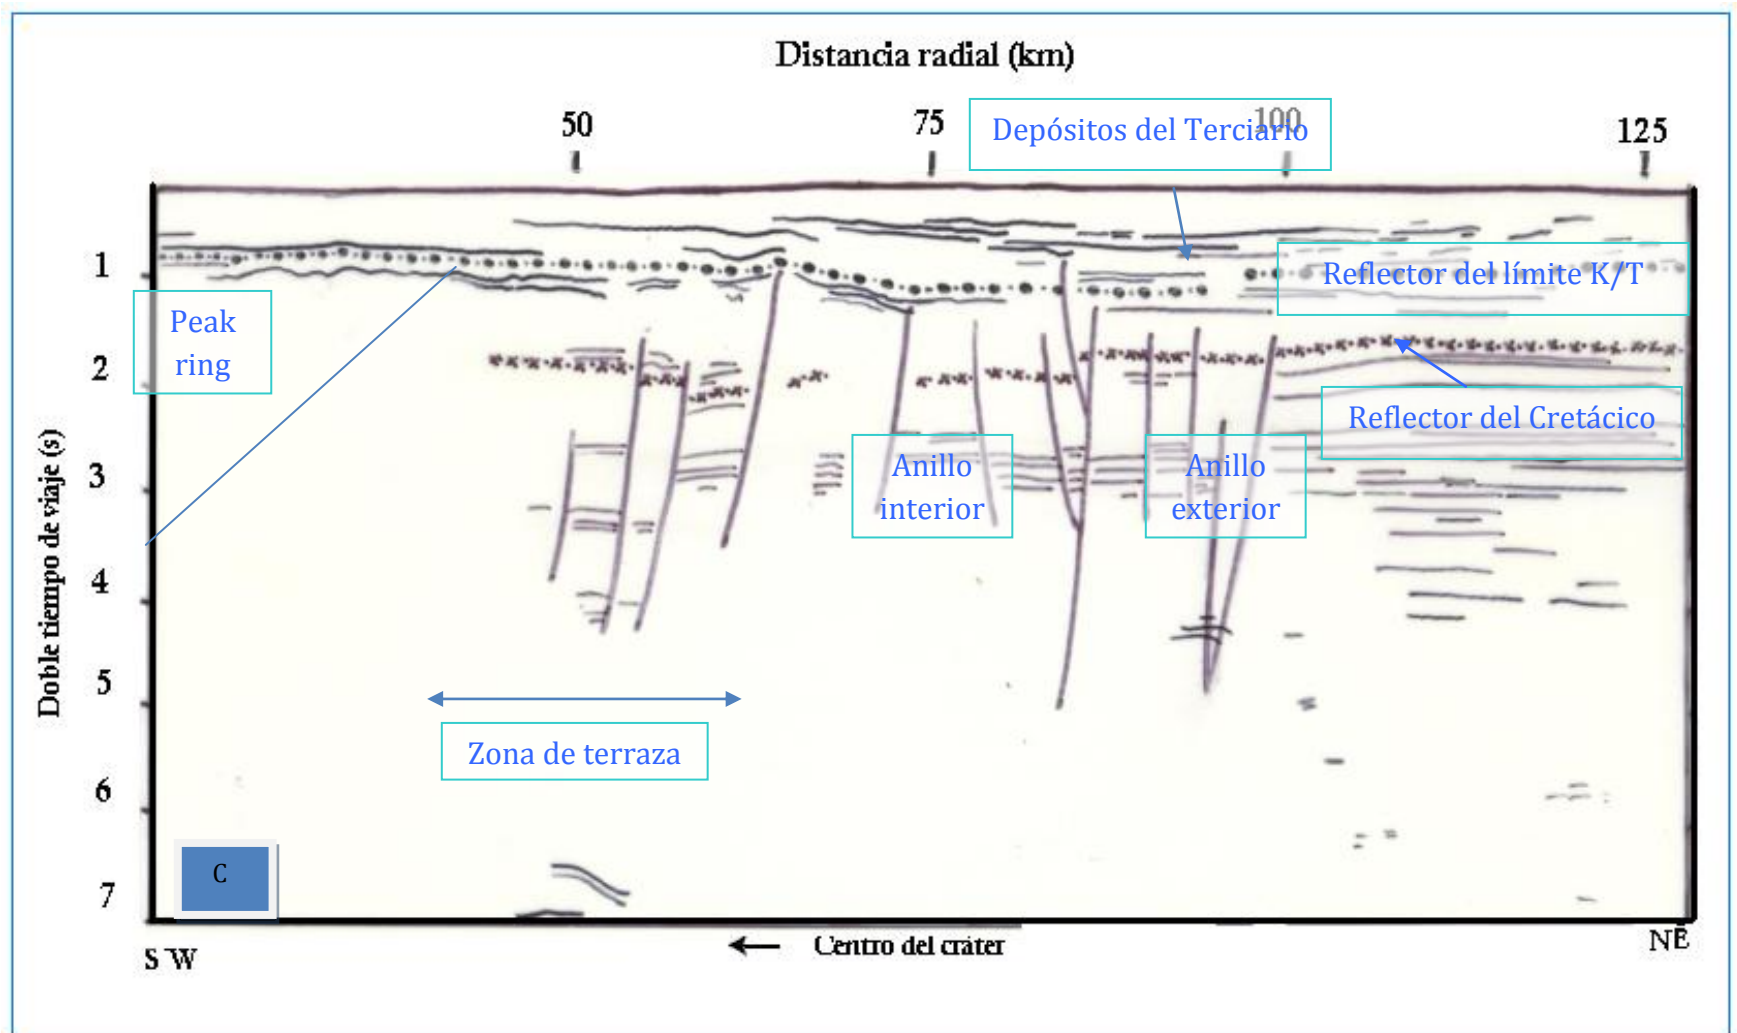 Distancia radial (km)
50
75
100
125
Depósitos del Terciario
1
Reflector del límite K/T
Peak
ring
2
Reflector del Cretácico
3
Anillo
interior
Anillo
exterior
4
5
Zona de terraza
6
7
Doble tiempo de viaje (s)
C
S W
Centro del cráter
NE